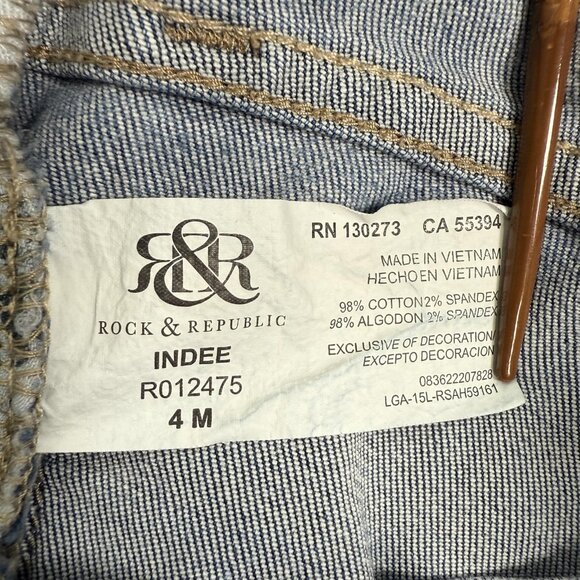 R&R
ROCK & REPUBLIC
INDEE
R012475
4 M
RN 130273 CA 55394
MADE IN VIETNAM
HECHO EN VIETNAM
98% COTTON 2% SPANDEX
98% ALGODON 2% SPANDEX
EXCLUSIVE OF DECORATION
EXCEPTO DECORACION
083622207828
LGA-15L-RSAH59161